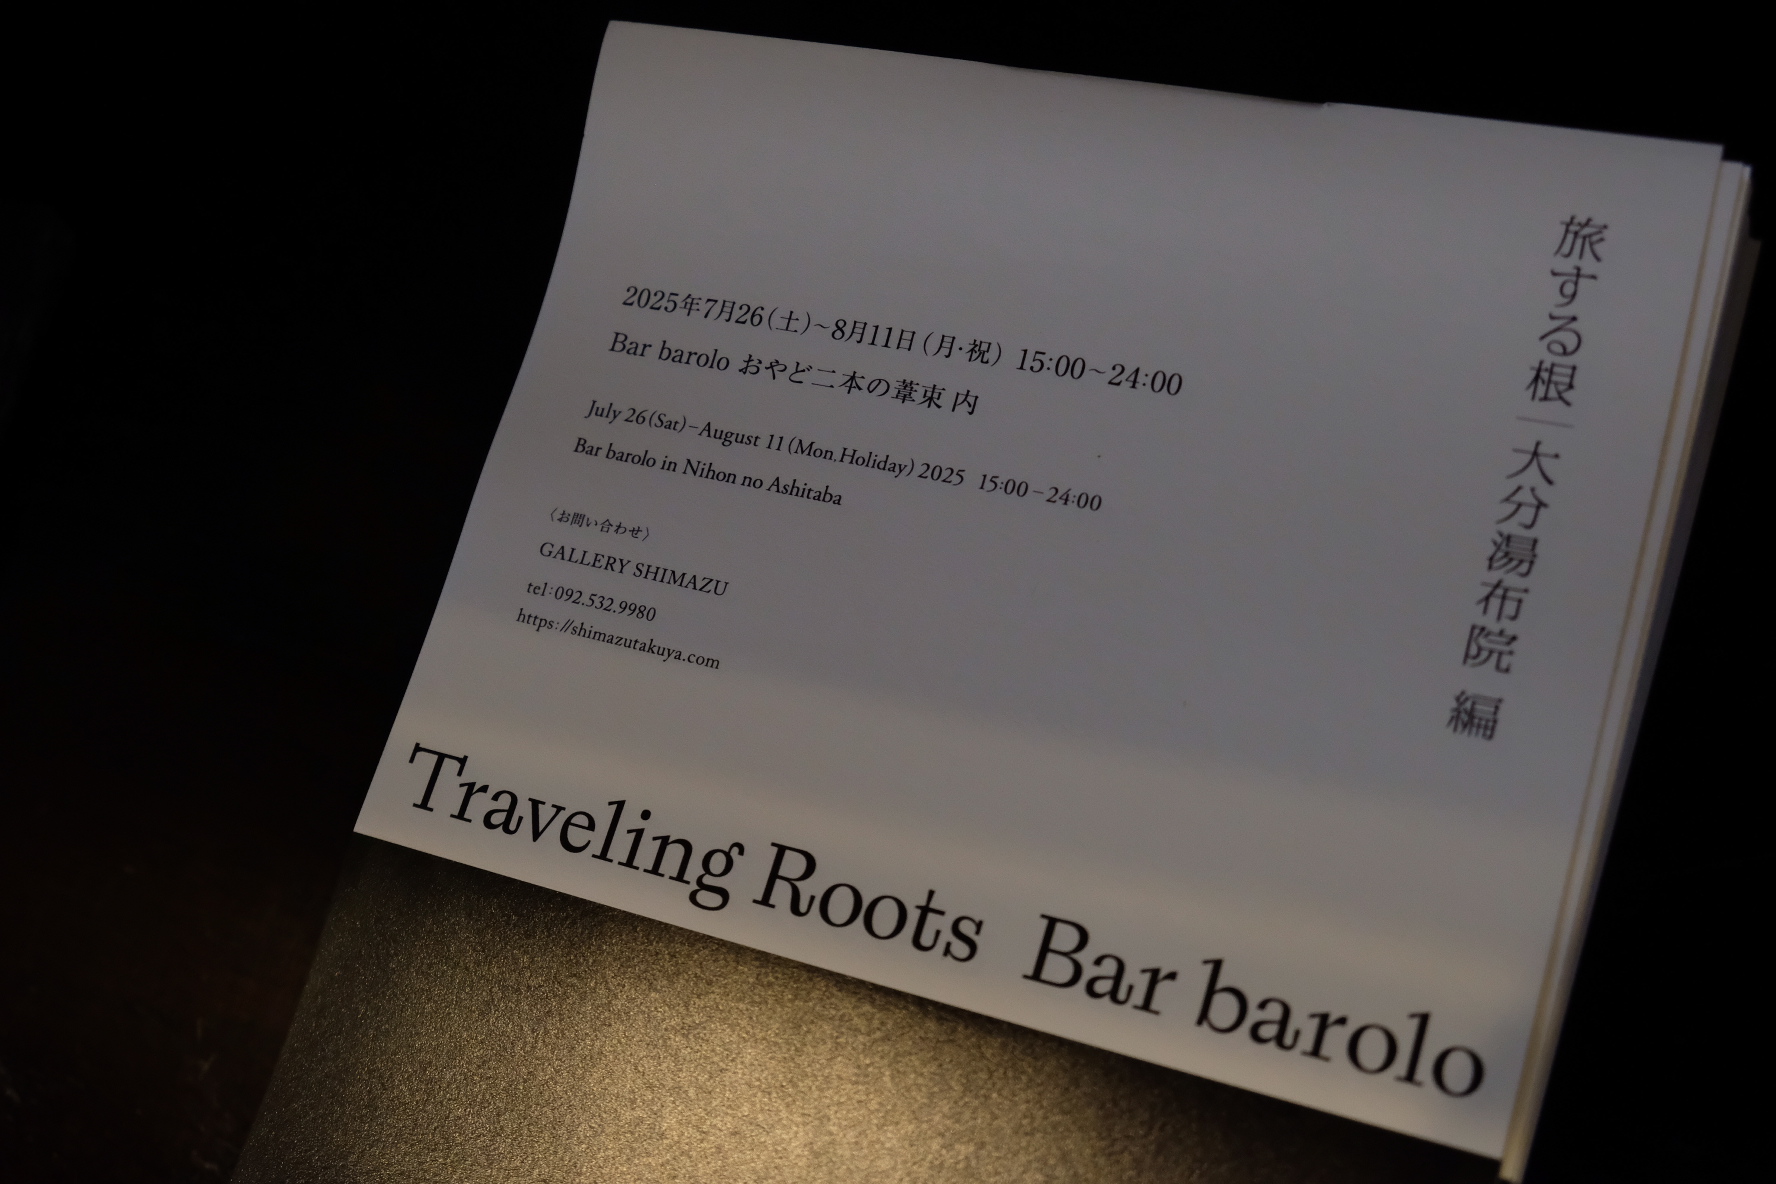 旅する根|大分湯布院 編
2025年7月26(土)~8月11日(月·祝) 15:00~24:00
Bar barolo おやど二本の葦束 内
July 26(Sat)–August 11(Mon.Holiday) 2025 15:00–24:00
Bar barolo in Nihon no Ashitaba
〈お問い合わせ〉
GALLERY SHIMAZU
tel:092.532.9980
https://shimazutakuya.com
Traveling Roots Bar barolo